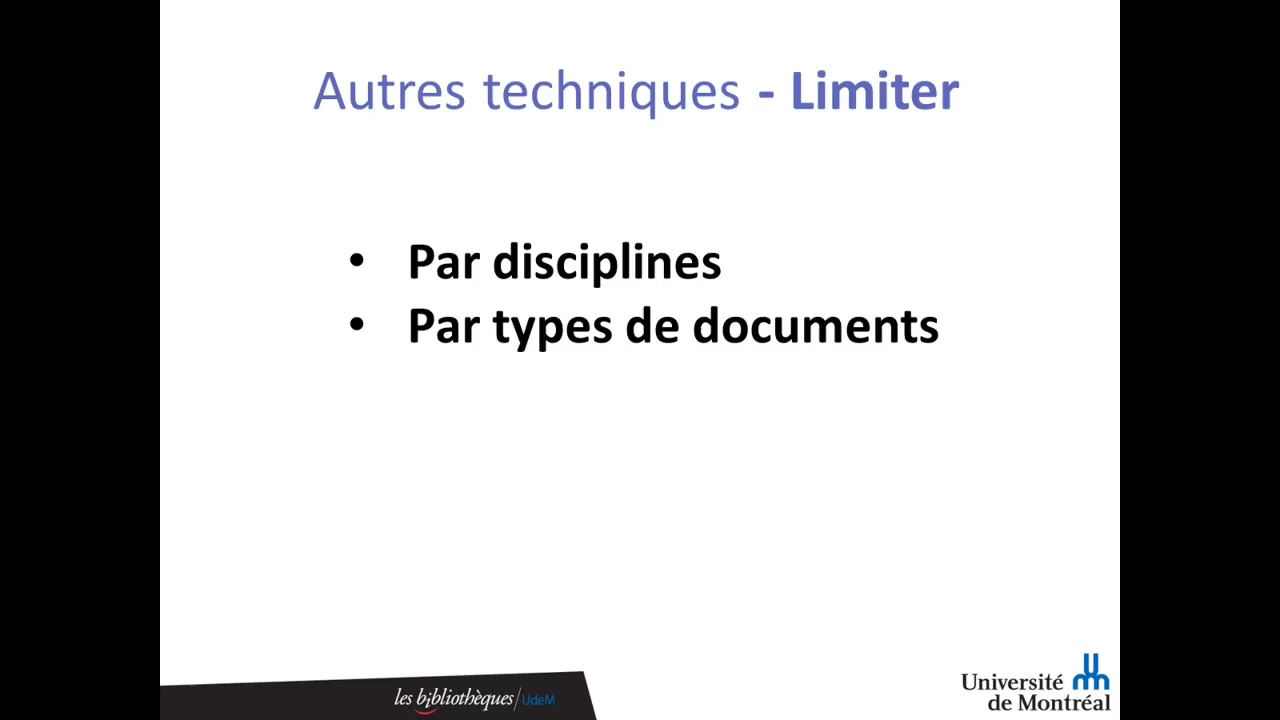 Autres techniques - Limiter
• Par disciplines
• Par types de documents
les bibliothèques/UdeM
Université
de Montréal